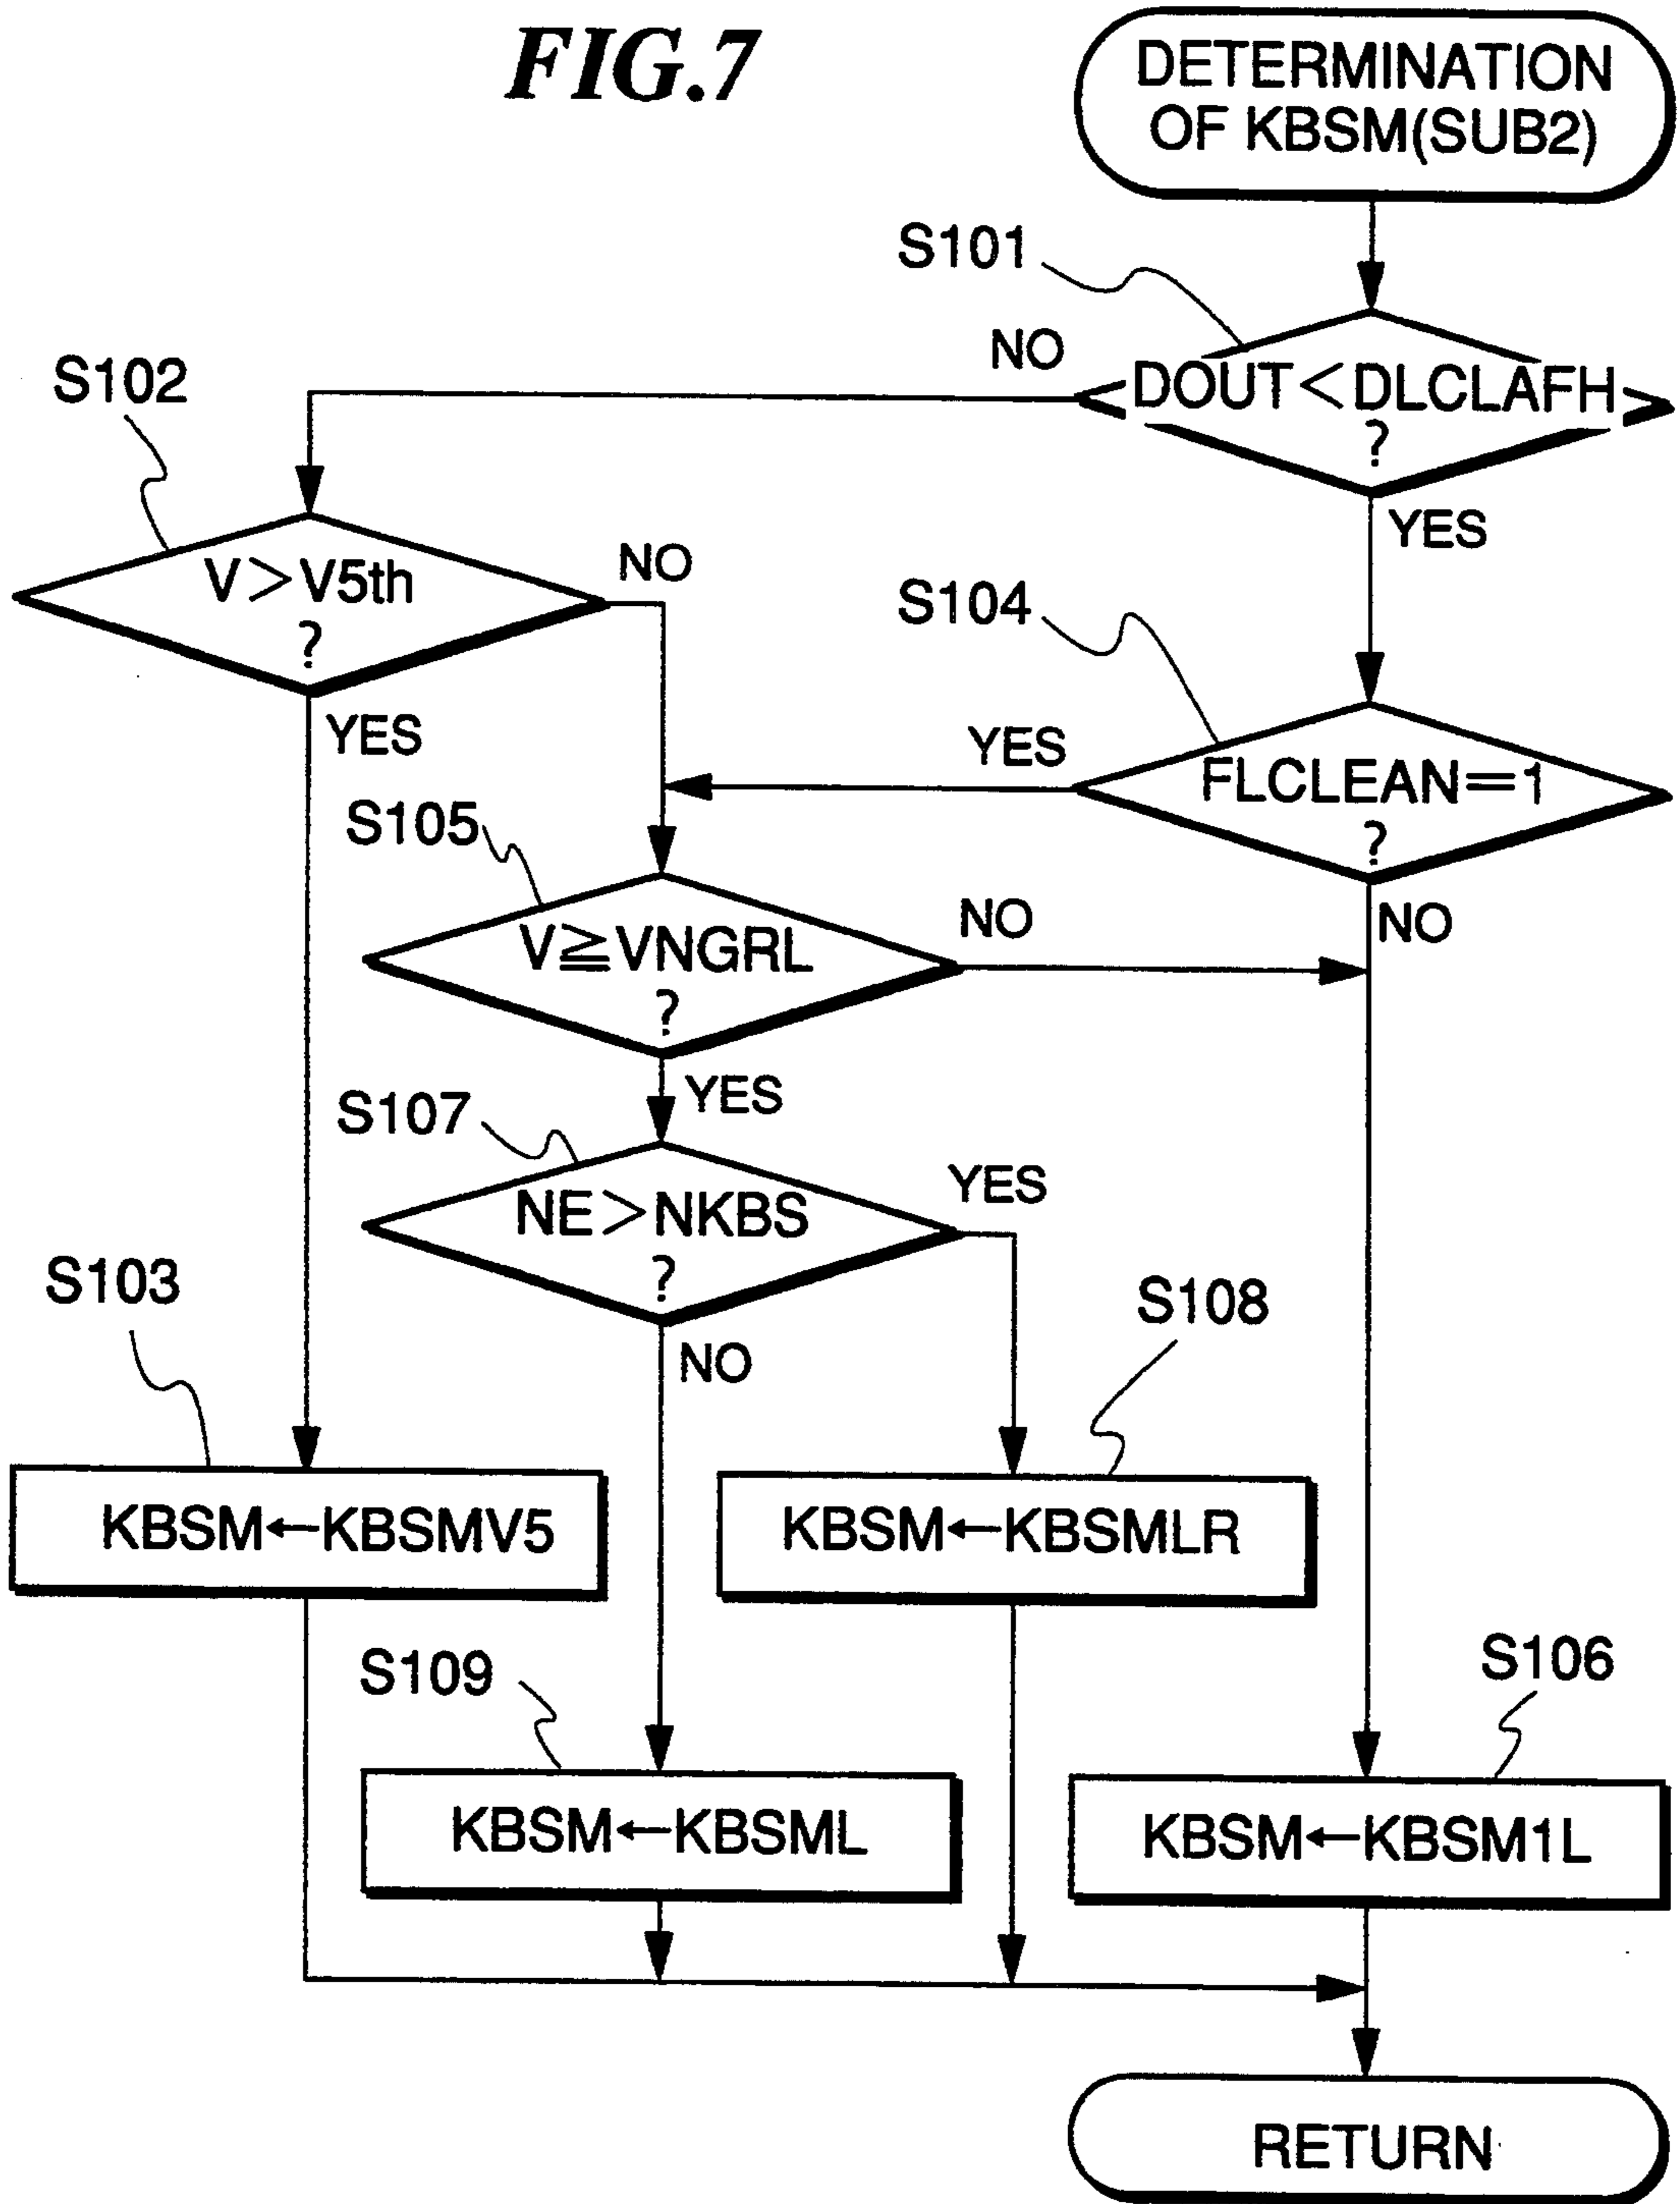 FIG.7
DETERMINATION
OF KBSM(SUB2)
S101
NO
DOUT<DLCLAFH
?
YES
S102
V>V5th
?
NO
YES
S104
YES
FLCLEAN=1
?
NO
S105
V≧VNGRL
?
NO
YES
S107
NE>NKBS
?
YES
NO
S103
KBSM←KBSMV5
S108
KBSM←KBSMLR
S109
KBSM←KBSML
S106
KBSM←KBSM1L
RETURN